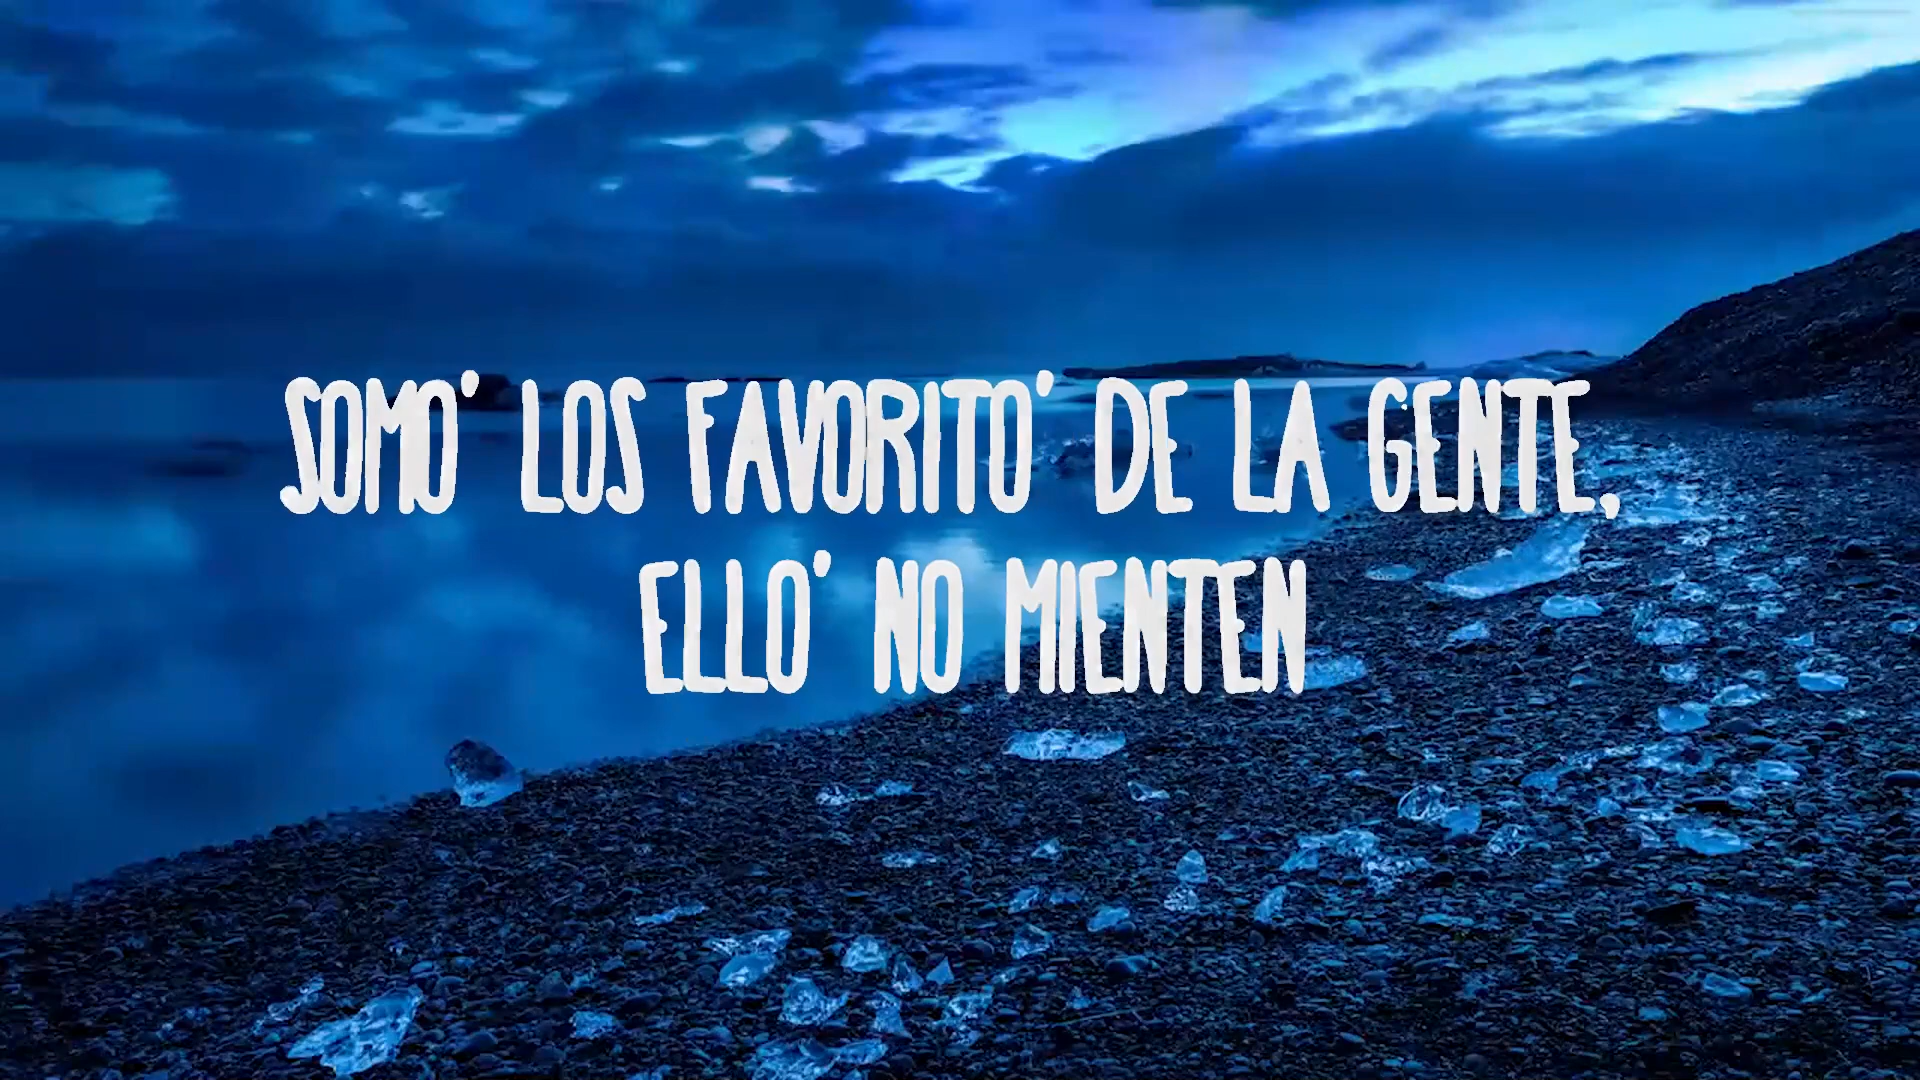 SOMO' LOS FAVORITO' DE LA GENTE,
ELLO' NO MIENTEN